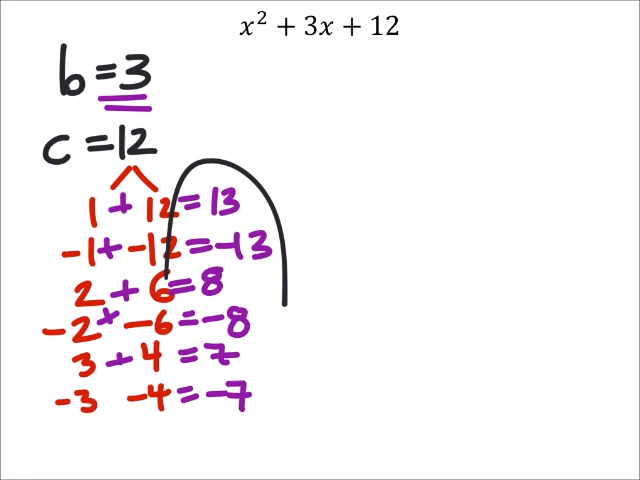 x² + 3x + 12
b = 3
c = 12
1 + 12 = 13
-1 + -12 = -13
2 + 6 = 8
-2 + -6 = -8
3 + 4 = 7
-3 -4 = -7